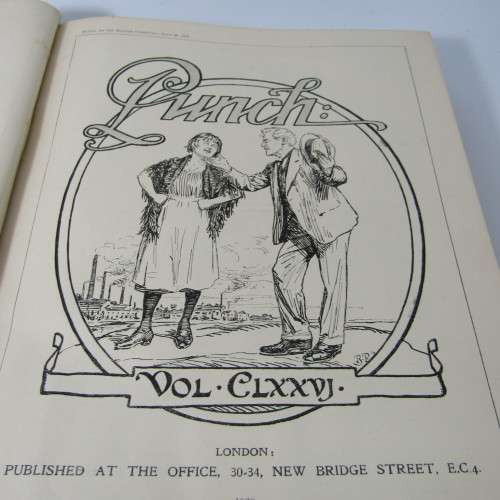 Punch:
VOL · CLXXVJ ·
LONDON:
PUBLISHED AT THE OFFICE, 30-34, NEW BRIDGE STREET, E.C.4.